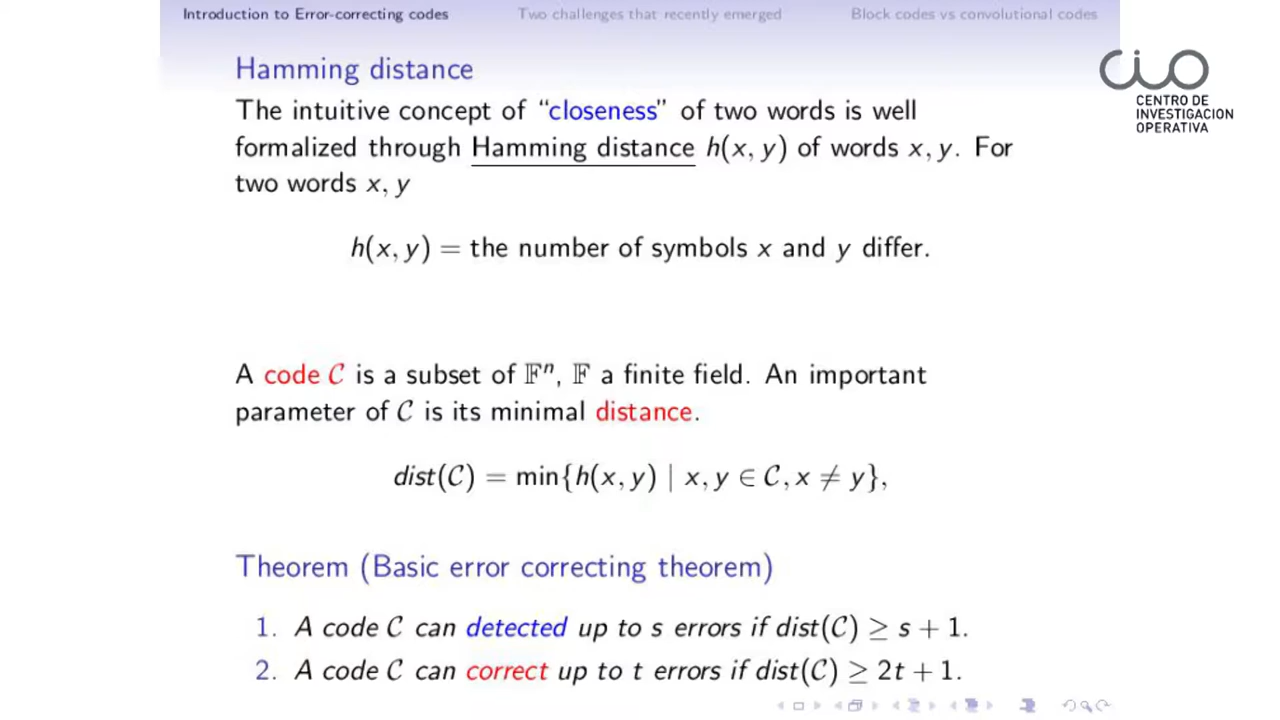 Introduction to Error-correcting codes Two challenges that recently emerged Block codes vs convolutional codes
Hamming distance
CIO
CENTRO DE
INVESTIGACION
OPERATIVA
The intuitive concept of “closeness” of two words is well
formalized through Hamming distance h(x, y) of words x, y. For
two words x, y
h(x, y) = the number of symbols x and y differ.
A code C is a subset of 𝔽ⁿ, 𝔽 a finite field. An important
parameter of C is its minimal distance.
dist(C) = min{h(x, y) | x, y ∈ C, x ≠ y},
Theorem (Basic error correcting theorem)
1. A code C can detected up to s errors if dist(C) ≥ s + 1.
2. A code C can correct up to t errors if dist(C) ≥ 2t + 1.